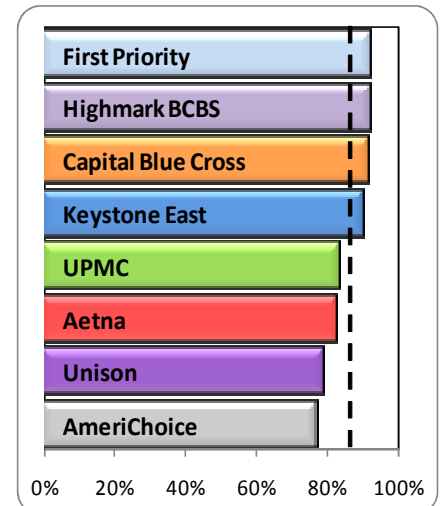 First Priority
Highmark BCBS
Capital Blue Cross
Keystone East
UPMC
Aetna
Unison
AmeriChoice
0% 20% 40% 60% 80% 100%